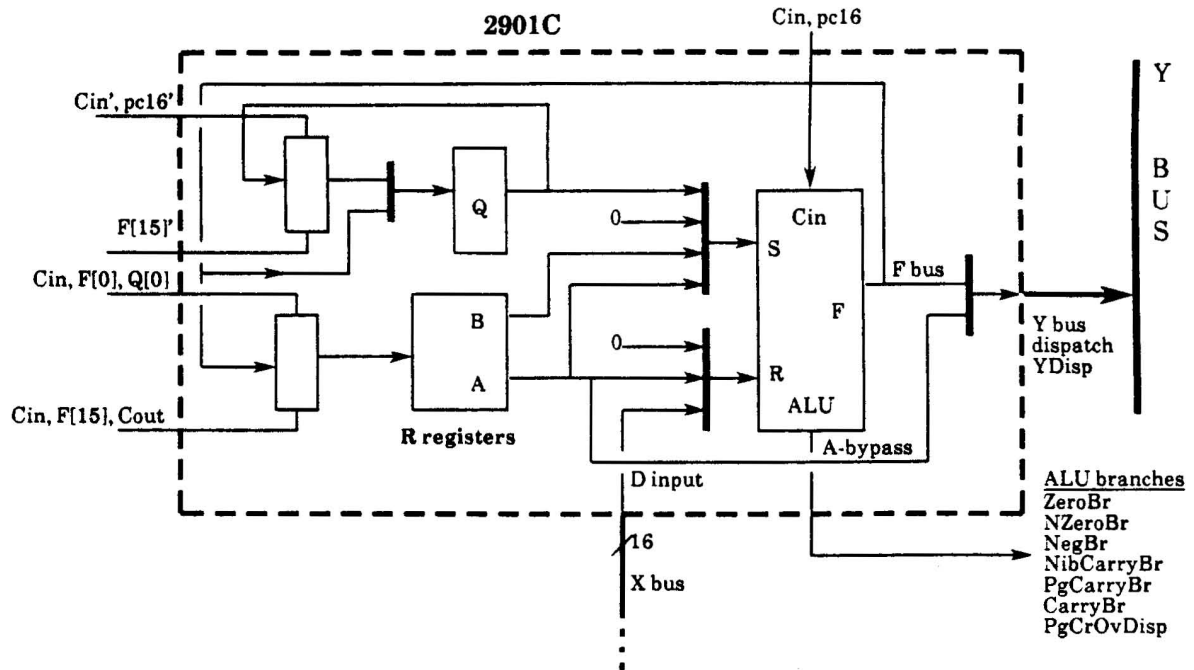 2901C
Cin, pc16
Y
BUS
Cin', pc16'
Q
0
Cin
S
F[15]'
Cin, F[0], Q[0]
F bus
B
F
Y bus
dispatch
YDisp
0
A
R
ALU
Cin, F[15], Cout
R registers
A-bypass
D input
ALU branches
ZeroBr
NZeroBr
NegBr
NibCarryBr
PgCarryBr
CarryBr
PgCrOvDisp
16
X bus